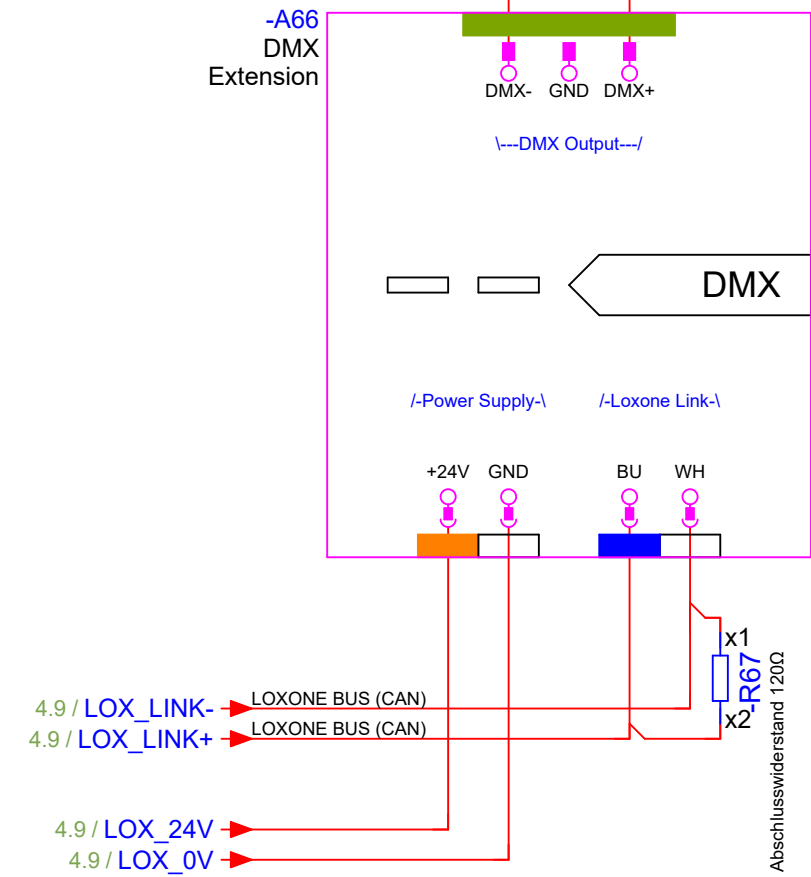 -A66
DMX
Extension
DMX- GND DMX+
\---DMX Output---/
DMX
/-Power Supply-\ /-Loxone Link-\
+24V GND BU WH
x1
-R67
x2
Abschlusswiderstand 120Ω
4.9 / LOX_LINK- LOXONE BUS (CAN)
4.9 / LOX_LINK+ LOXONE BUS (CAN)
4.9 / LOX_24V
4.9 / LOX_0V